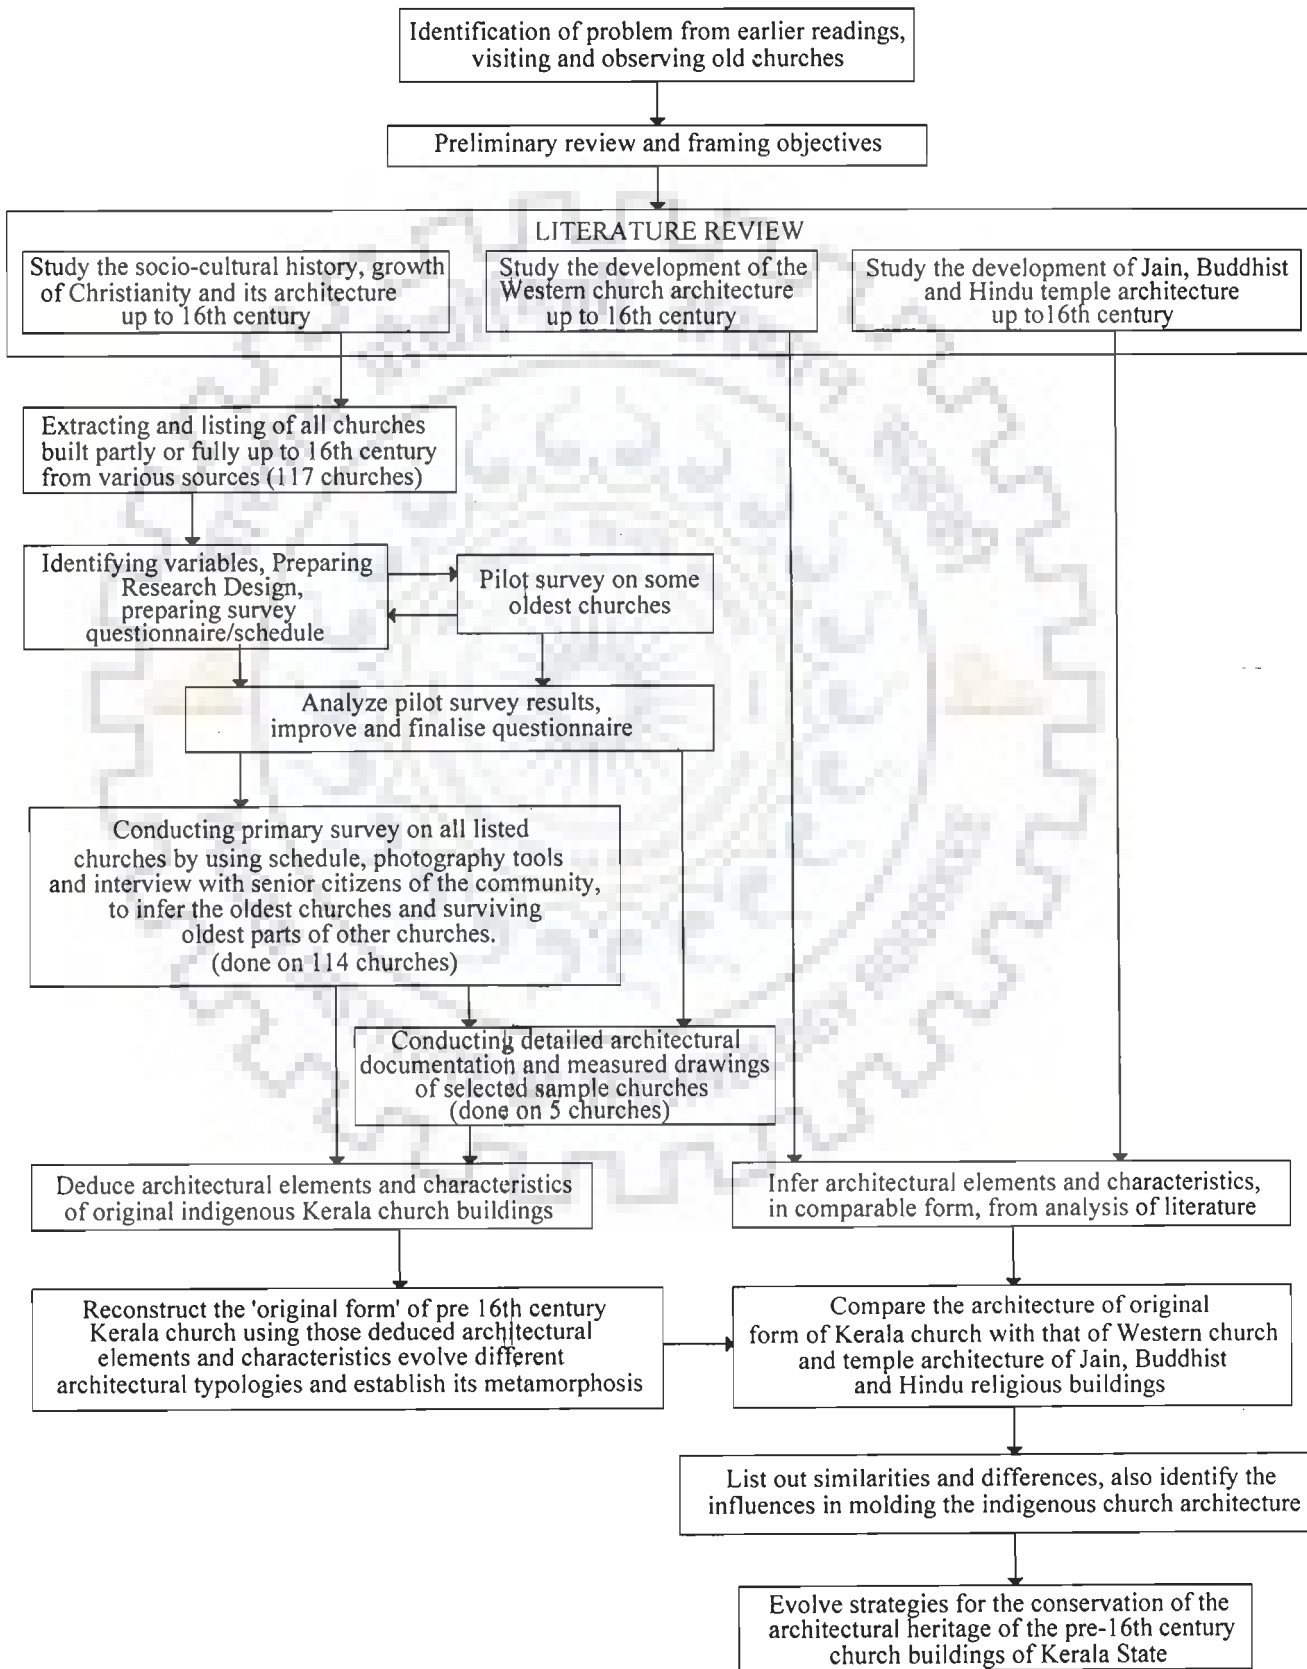 Identification of problem from earlier readings,
visiting and observing old churches
Preliminary review and framing objectives
LITERATURE REVIEW
Study the socio-cultural history, growth
of Christianity and its architecture
up to 16th century
Study the development of the
Western church architecture
up to 16th century
Study the development of Jain, Buddhist
and Hindu temple architecture
up to16th century
Extracting and listing of all churches
built partly or fully up to 16th century
from various sources (117 churches)
Identifying variables, Preparing
Research Design,
preparing survey
questionnaire/schedule
Pilot survey on some
oldest churches
Analyze pilot survey results,
improve and finalise questionnaire
Conducting primary survey on all listed
churches by using schedule, photography tools
and interview with senior citizens of the community,
to infer the oldest churches and surviving
oldest parts of other churches.
(done on 114 churches)
Conducting detailed architectural
documentation and measured drawings
of selected sample churches
(done on 5 churches)
Deduce architectural elements and characteristics
of original indigenous Kerala church buildings
Infer architectural elements and characteristics,
in comparable form, from analysis of literature
Reconstruct the 'original form' of pre 16th century
Kerala church using those deduced architectural
elements and characteristics evolve different
architectural typologies and establish its metamorphosis
Compare the architecture of original
form of Kerala church with that of Western church
and temple architecture of Jain, Buddhist
and Hindu religious buildings
List out similarities and differences, also identify the
influences in molding the indigenous church architecture
Evolve strategies for the conservation of the
architectural heritage of the pre-16th century
church buildings of Kerala State